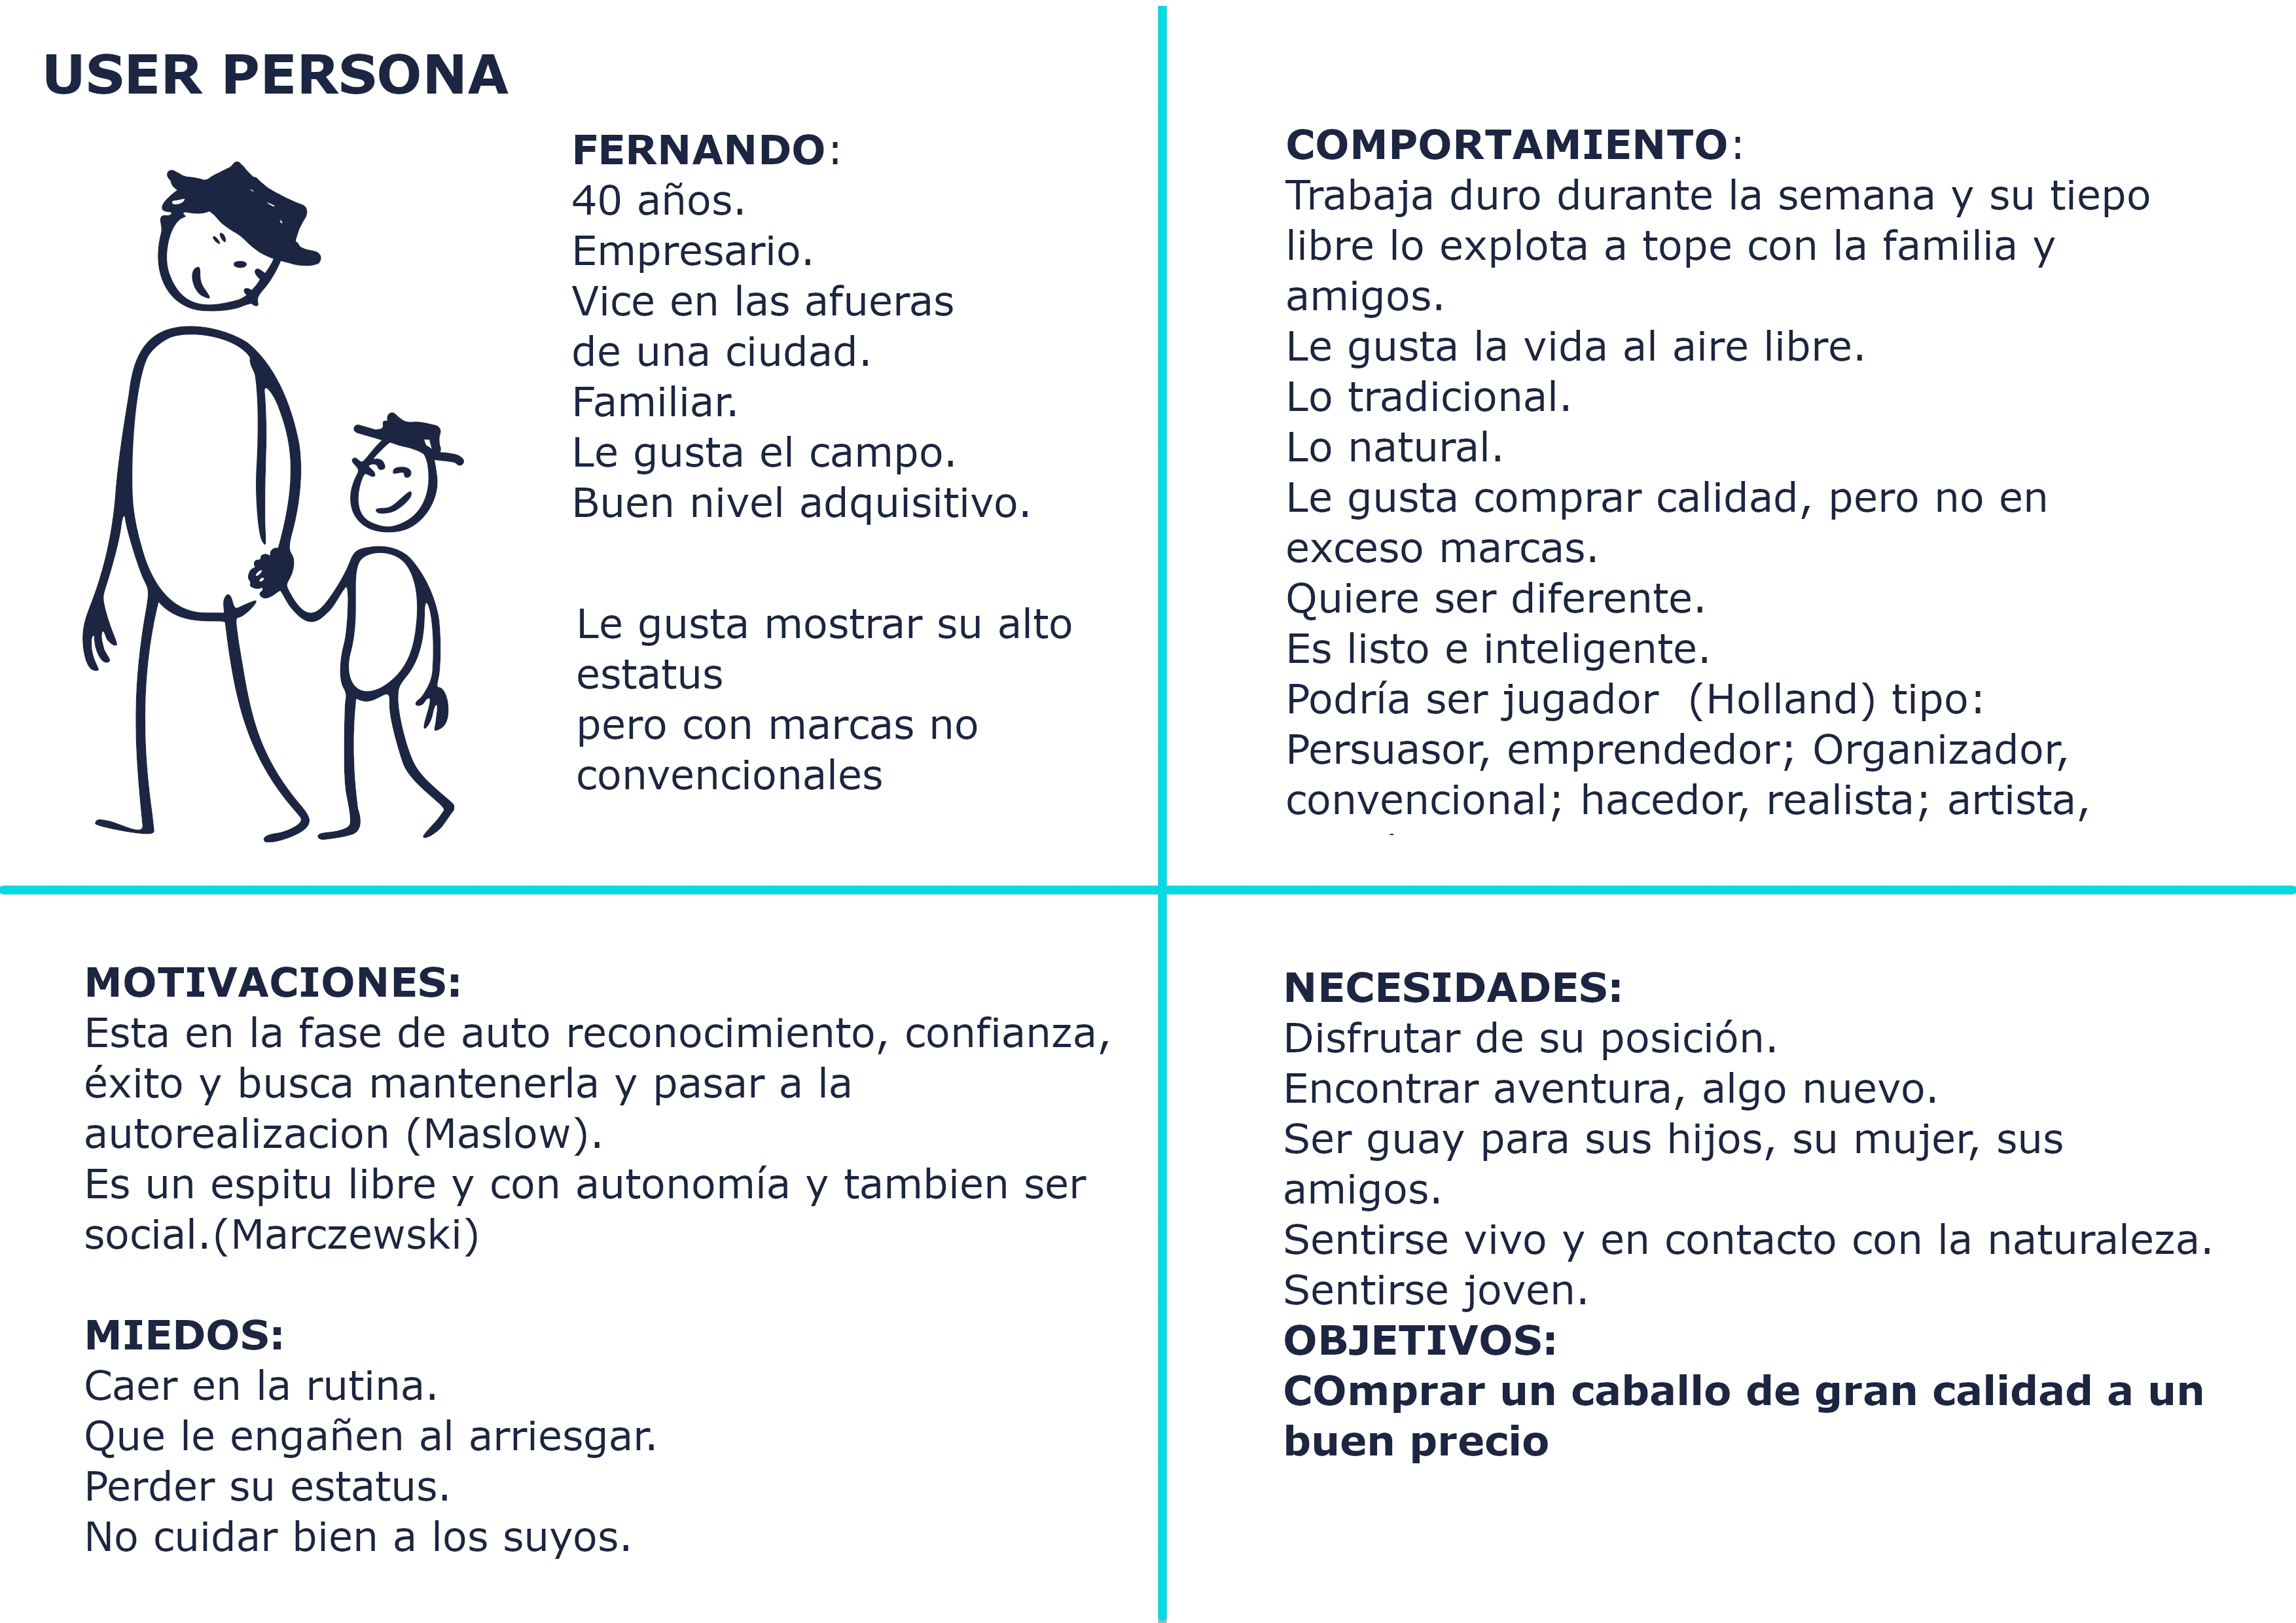 USER PERSONA
FERNANDO:
40 años.
Empresario.
Vice en las afueras
de una ciudad.
Familiar.
Le gusta el campo.
Buen nivel adquisitivo.
Le gusta mostrar su alto
estatus
pero con marcas no
convencionales
COMPORTAMIENTO:
Trabaja duro durante la semana y su tiepo
libre lo explota a tope con la familia y
amigos.
Le gusta la vida al aire libre.
Lo tradicional.
Lo natural.
Le gusta comprar calidad, pero no en
exceso marcas.
Quiere ser diferente.
Es listo e inteligente.
Podría ser jugador  (Holland) tipo:
Persuasor, emprendedor; Organizador,
convencional; hacedor, realista; artista,
MOTIVACIONES:
Esta en la fase de auto reconocimiento, confianza,
éxito y busca mantenerla y pasar a la
autorealizacion (Maslow).
Es un espitu libre y con autonomía y tambien ser
social.(Marczewski)
MIEDOS:
Caer en la rutina.
Que le engañen al arriesgar.
Perder su estatus.
No cuidar bien a los suyos.
NECESIDADES:
Disfrutar de su posición.
Encontrar aventura, algo nuevo.
Ser guay para sus hijos, su mujer, sus
amigos.
Sentirse vivo y en contacto con la naturaleza.
Sentirse joven.
OBJETIVOS:
COmprar un caballo de gran calidad a un
buen precio